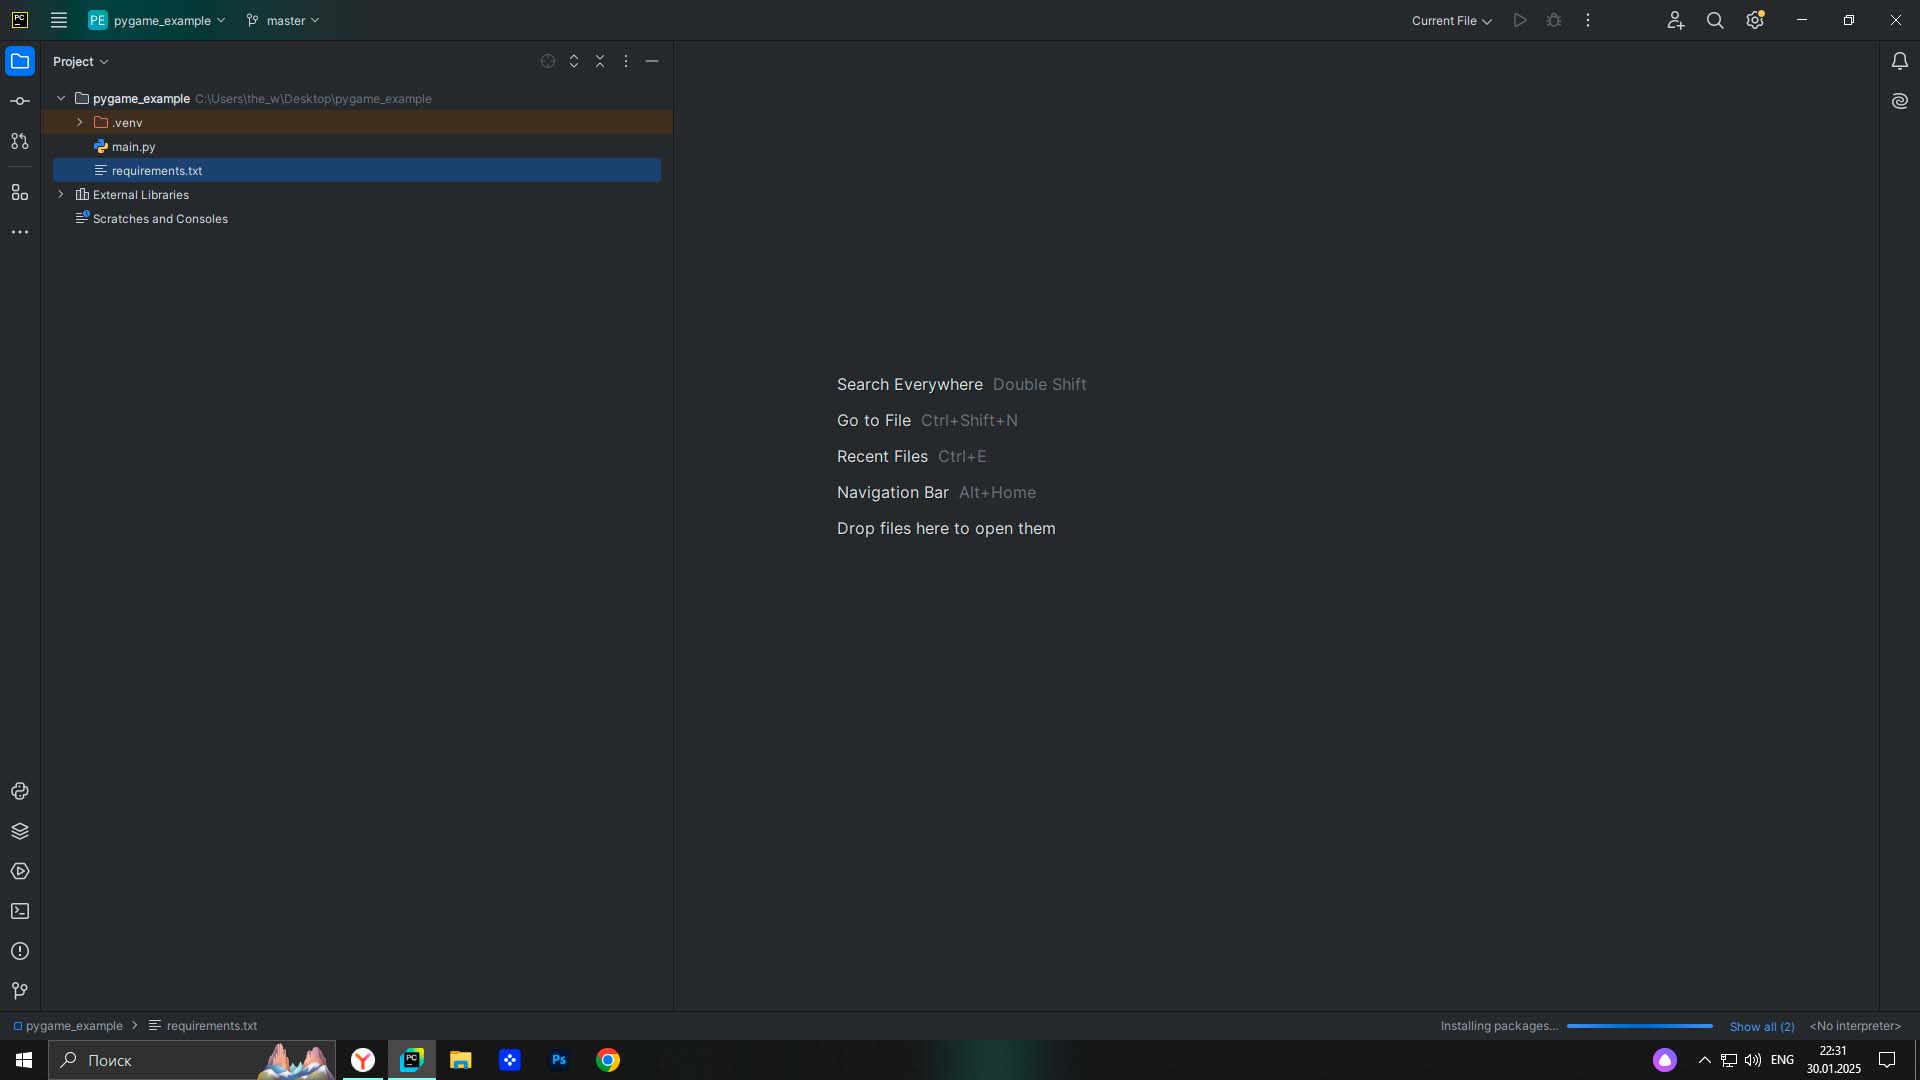 PC
PE pygame_example
master
Current File
Project
pygame_example C:\Users\the_w\Desktop\pygame_example
.venv
main.py
requirements.txt
External Libraries
Scratches and Consoles
Search Everywhere Double Shift
Go to File Ctrl+Shift+N
Recent Files Ctrl+E
Navigation Bar Alt+Home
Drop files here to open them
pygame_example requirements.txt
Installing packages... Show all (2) <No interpreter>
Поиск
Y
PC
Ps
ENG
22:31
30.01.2025